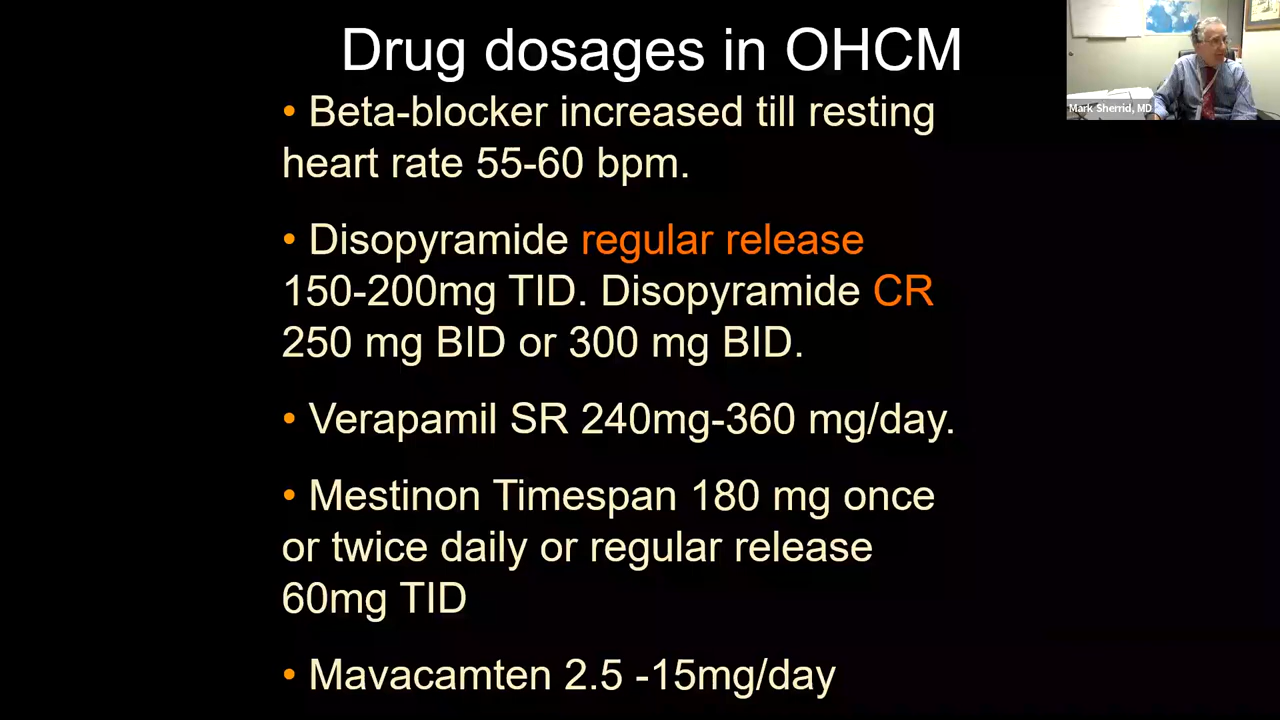 Drug dosages in OHCM
• Beta-blocker increased till resting
heart rate 55-60 bpm.
• Disopyramide regular release
150-200mg TID. Disopyramide CR
250 mg BID or 300 mg BID.
• Verapamil SR 240mg-360 mg/day.
• Mestinon Timespan 180 mg once
or twice daily or regular release
60mg TID
• Mavacamten 2.5 -15mg/day
Mark Sherrid, MD